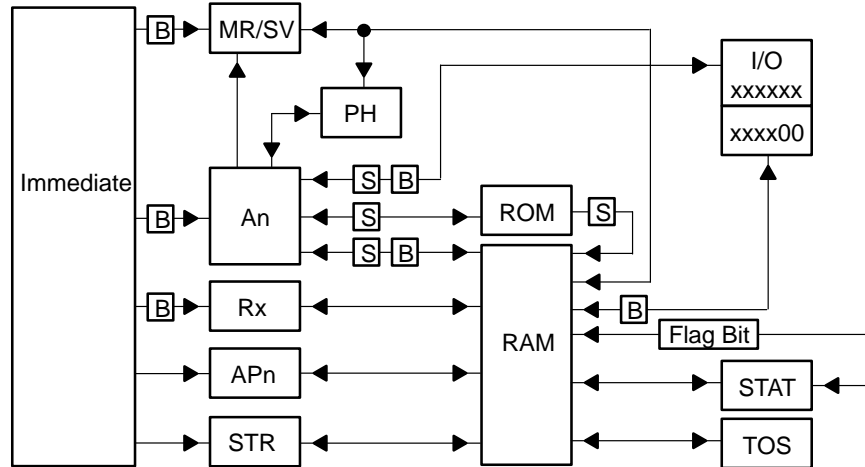 B MR/SV
I/O
xxxxxx
PH
xxxx00
Immediate
S B
B An S ROM S
S B
B Rx B
RAM Flag Bit
APn STAT
STR TOS